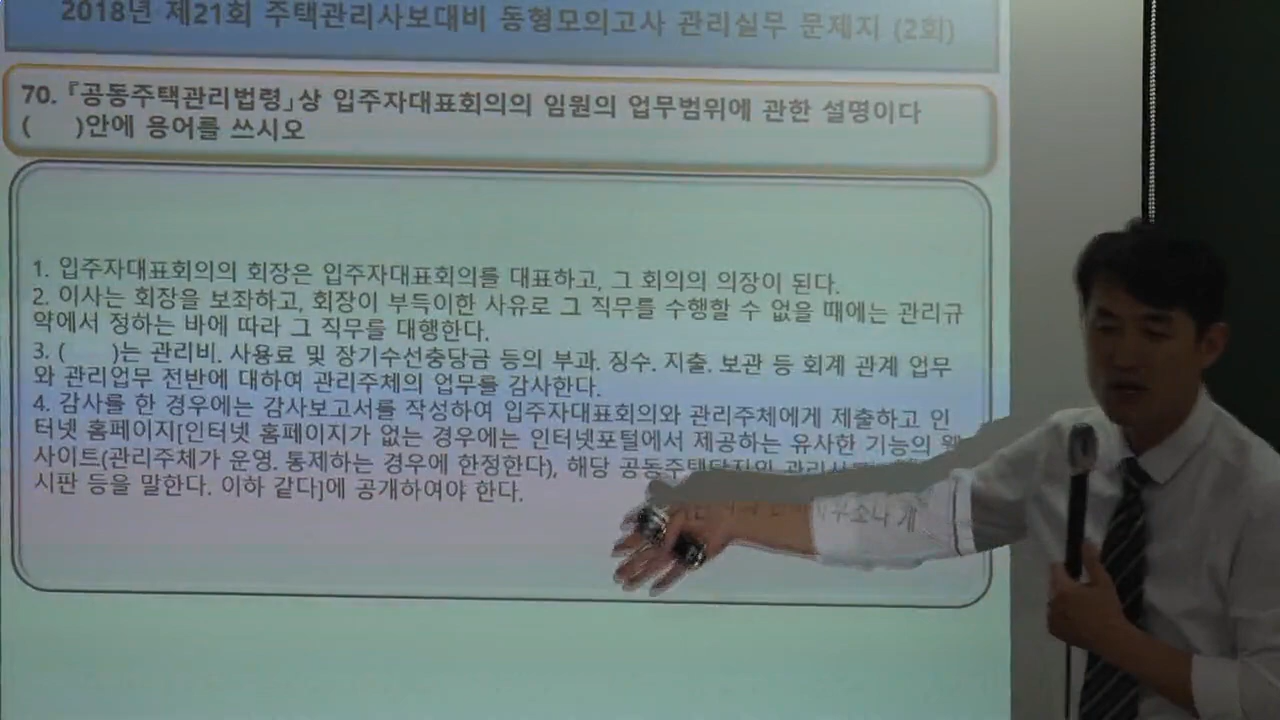 2018년 제21회 주택관리사보대비 동형모의고사 관리실무 문제지 (2회)
70. 『공동주택관리법령」상 입주자대표회의의 임원의 업무범위에 관한 설명이다
( )안에 용어를 쓰시오
1. 입주자대표회의의 회장은 입주자대표회의를 대표하고, 그 회의의 의장이 된다.
2. 이사는 회장을 보좌하고, 회장이 부득이한 사유로 그 직무를 수행할 수 없을 때에는 관리규
약에서 정하는 바에 따라 그 직무를 대행한다.
3. ( )는 관리비. 사용료 및 장기수선충당금 등의 부과. 징수. 지출. 보관 등 회계 관계 업무
와 관리업무 전반에 대하여 관리주체의 업무를 감사한다.
4. 감사를 한 경우에는 감사보고서를 작성하여 입주자대표회의와 관리주체에게 제출하고 인
터넷 홈페이지[인터넷 홈페이지가 없는 경우에는 인터넷포털에서 제공하는 유사한 기능의 웹
사이트(관리주체가 운영. 통제하는 경우에 한정한다), 해당 공동주택단지의 관리사무소나 게
시판 등을 말한다. 이하 같다]에 공개하여야 한다.